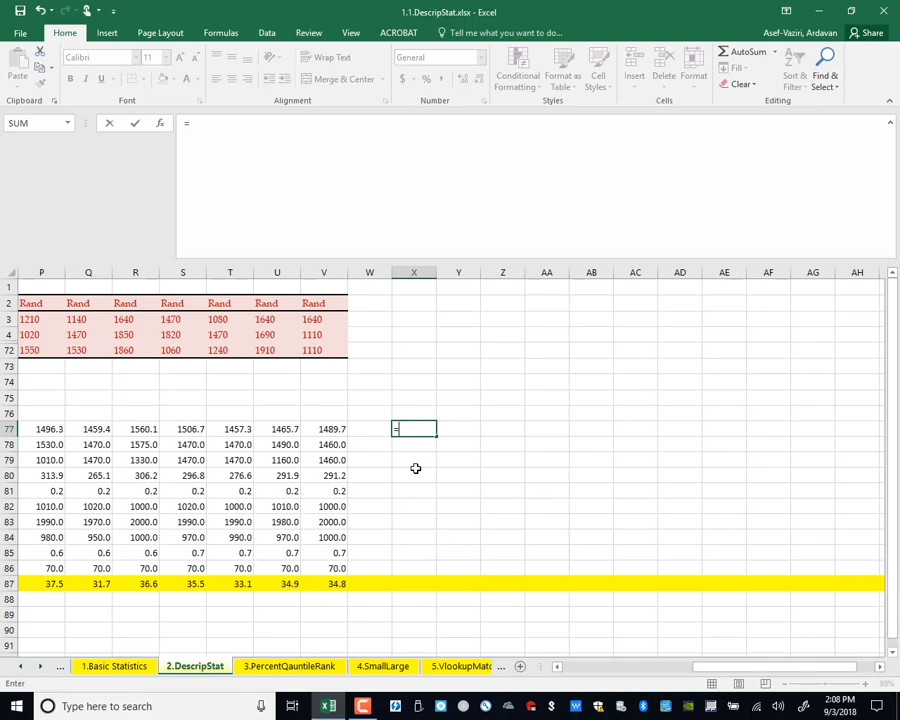 1.1.DescripStat.xlsx - Excel
File Home Insert Page Layout Formulas Data Review View ACROBAT Tell me what you want to do... Asef-Vaziri, Ardavan Share
Paste Calibri 11 Wrap Text General Conditional Format as Cell Insert Delete Format AutoSum Sort & Find &
B I U Merge & Center $ % Formatting Table Styles Fill Clear Filter Select
Clipboard Font Alignment Number Styles Cells Editing
SUM fx =
P Q R S T U V W X Y Z AA AB AC AD AE AF AG AH
1
2 Rand Rand Rand Rand Rand Rand Rand
3 1210 1140 1640 1470 1080 1640 1640
4 1020 1470 1850 1820 1470 1690 1110
72 1550 1530 1860 1060 1240 1910 1110
73
74
75
76
77 1496.3 1459.4 1560.1 1506.7 1457.3 1465.7 1489.7 =
78 1530.0 1470.0 1575.0 1470.0 1470.0 1490.0 1460.0
79 1010.0 1470.0 1330.0 1470.0 1470.0 1160.0 1460.0
80 313.9 265.1 306.2 296.8 276.6 291.9 291.2
81 0.2 0.2 0.2 0.2 0.2 0.2 0.2
82 1010.0 1020.0 1000.0 1020.0 1000.0 1010.0 1000.0
83 1990.0 1970.0 2000.0 1990.0 1990.0 1980.0 2000.0
84 980.0 950.0 1000.0 970.0 990.0 970.0 1000.0
85 0.6 0.6 0.6 0.7 0.7 0.7 0.7
86 70.0 70.0 70.0 70.0 70.0 70.0 70.0
87 37.5 31.7 36.6 35.5 33.1 34.9 34.8
88
89
90
91
... 1.Basic Statistics 2.DescripStat 3.PercentQauntileRank 4.SmallLarge 5.VlookupMatc ...
Enter 98%
Type here to search 2:08 PM
9/3/2018